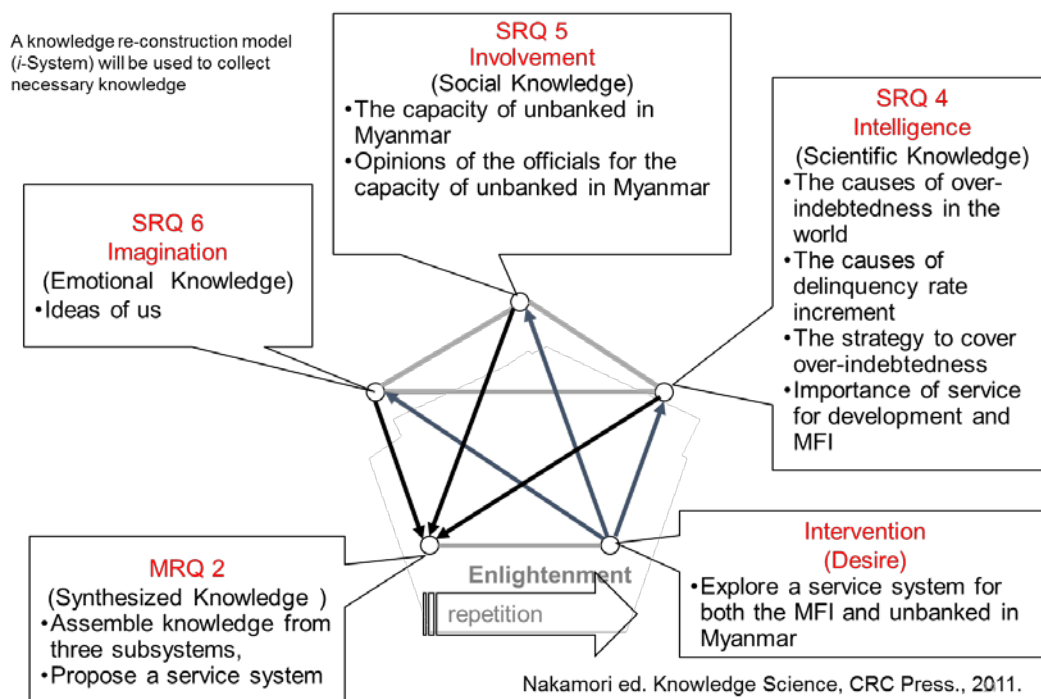 A knowledge re-construction model
(i-System) will be used to collect
necessary knowledge
SRQ 5
Involvement
(Social Knowledge)
•The capacity of unbanked in
Myanmar
•Opinions of the officials for the
capacity of unbanked in Myanmar
SRQ 4
Intelligence
(Scientific Knowledge)
•The causes of over-
indebtedness in the
world
•The causes of
delinquency rate
increment
•The strategy to cover
over-indebtedness
•Importance of service
for development and
MFI
SRQ 6
Imagination
(Emotional Knowledge)
•Ideas of us
MRQ 2
(Synthesized Knowledge )
•Assemble knowledge from
three subsystems,
•Propose a service system
Enlightenment
repetition
Intervention
(Desire)
•Explore a service system for
both the MFI and unbanked in
Myanmar
Nakamori ed. Knowledge Science, CRC Press., 2011.